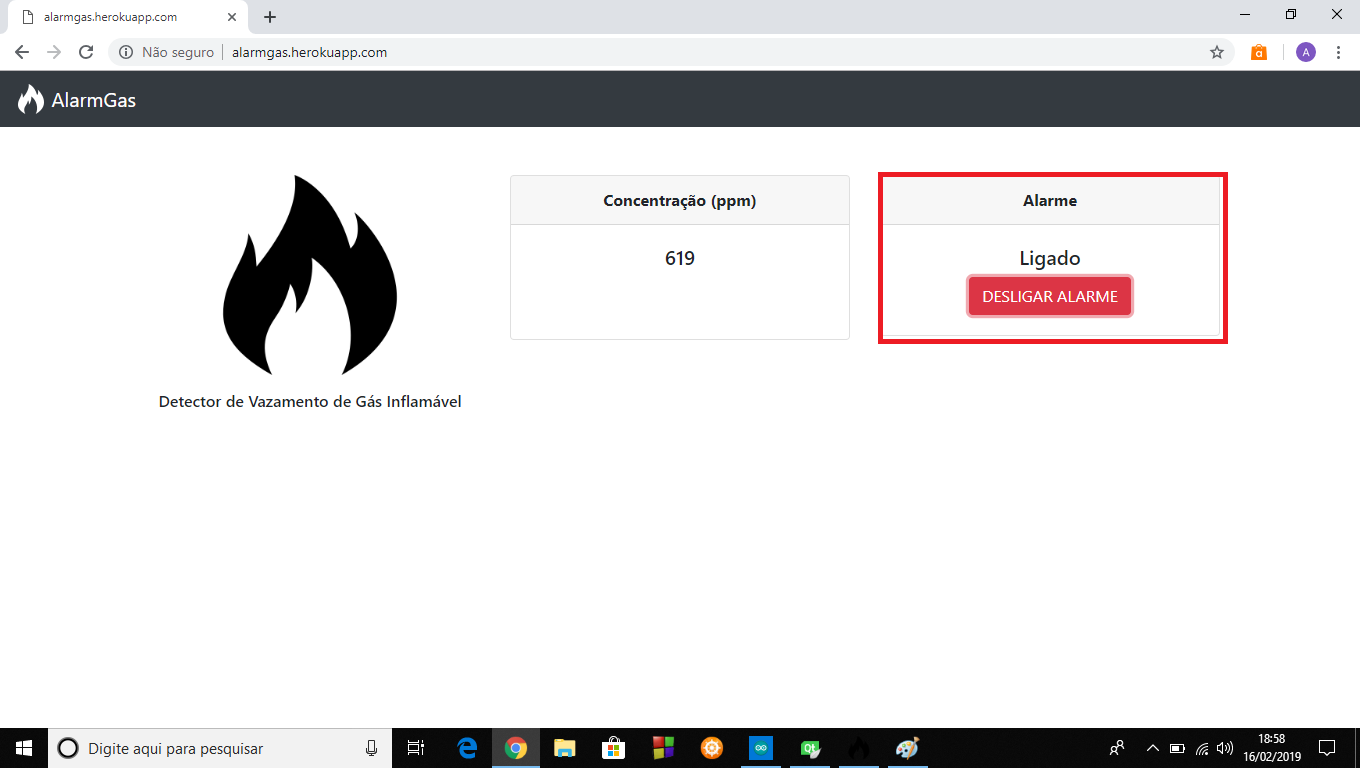 alarmgas.herokuapp.com
Não seguro
alarmgas.herokuapp.com
A
AlarmGas
Detector de Vazamento de Gás Inflamável
Concentração (ppm)
619
Alarme
Ligado
DESLIGAR ALARME
Digite aqui para pesquisar
Qt
18:58
16/02/2019